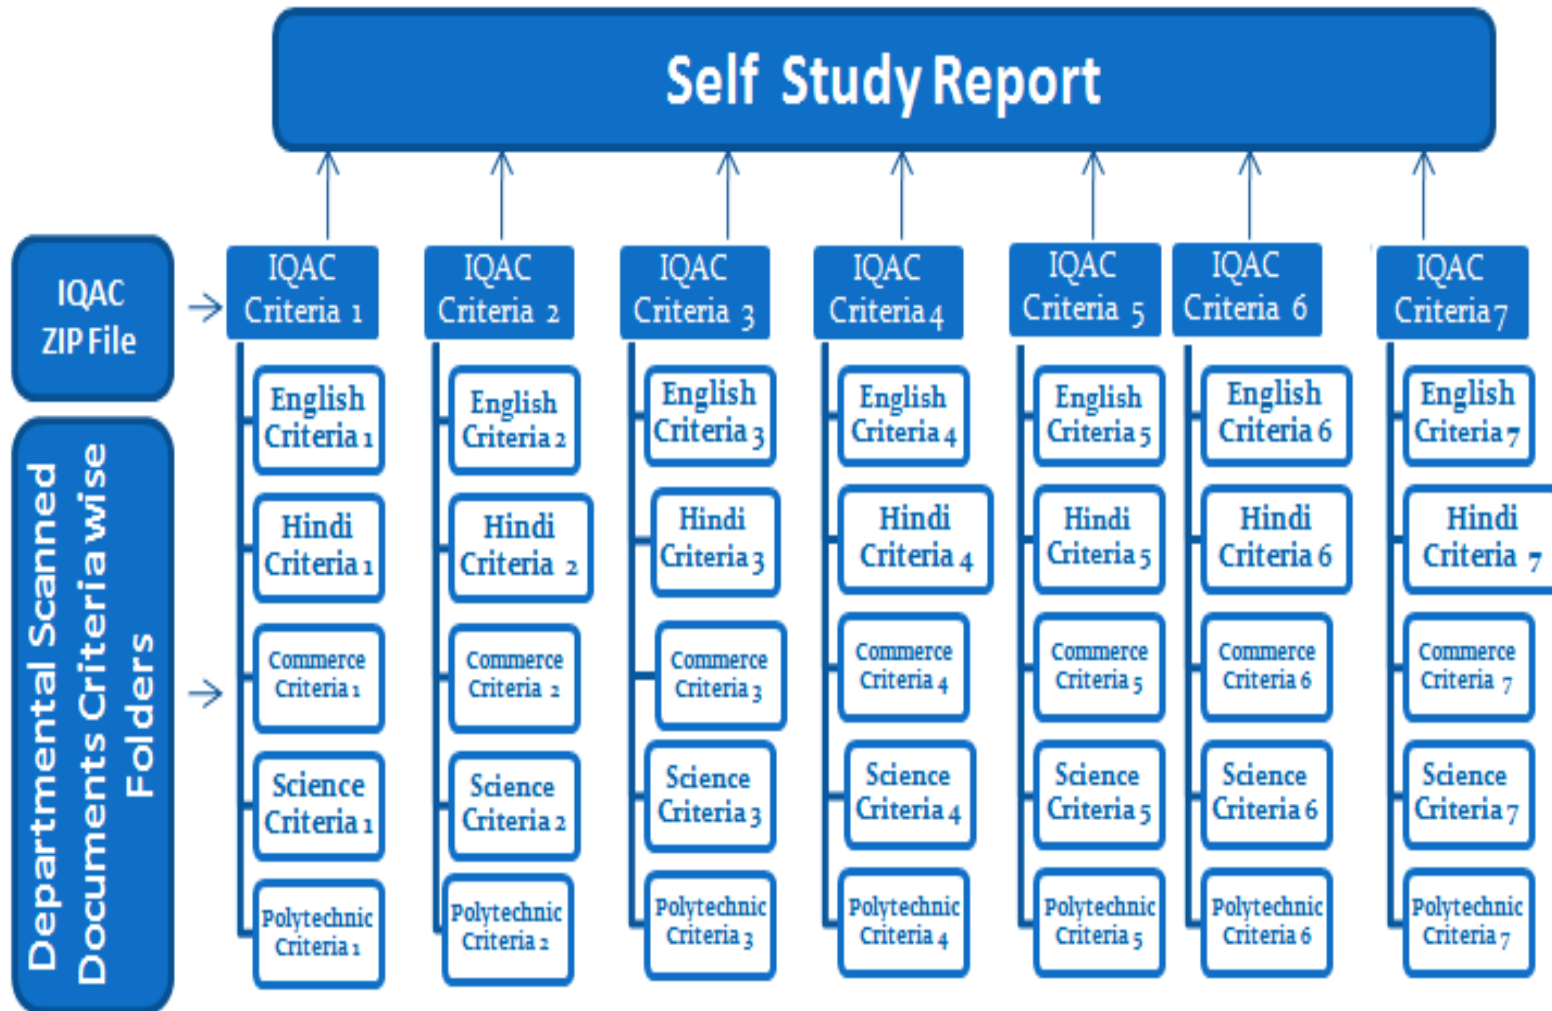 Self Study Report
IQAC
ZIP File
IQAC
Criteria 1
IQAC
Criteria 2
IQAC
Criteria 3
IQAC
Criteria 4
IQAC
Criteria 5
IQAC
Criteria 6
IQAC
Criteria 7
Departmental Scanned
Documents Criteria wise
Folders
English
Criteria 1
English
Criteria 2
English
Criteria 3
English
Criteria 4
English
Criteria 5
English
Criteria 6
English
Criteria 7
Hindi
Criteria 1
Hindi
Criteria 2
Hindi
Criteria 3
Hindi
Criteria 4
Hindi
Criteria 5
Hindi
Criteria 6
Hindi
Criteria 7
Commerce
Criteria 1
Commerce
Criteria 2
Commerce
Criteria 3
Commerce
Criteria 4
Commerce
Criteria 5
Commerce
Criteria 6
Commerce
Criteria 7
Science
Criteria 1
Science
Criteria 2
Science
Criteria 3
Science
Criteria 4
Science
Criteria 5
Science
Criteria 6
Science
Criteria 7
Polytechnic
Criteria 1
Polytechnic
Criteria 2
Polytechnic
Criteria 3
Polytechnic
Criteria 4
Polytechnic
Criteria 5
Polytechnic
Criteria 6
Polytechnic
Criteria 7